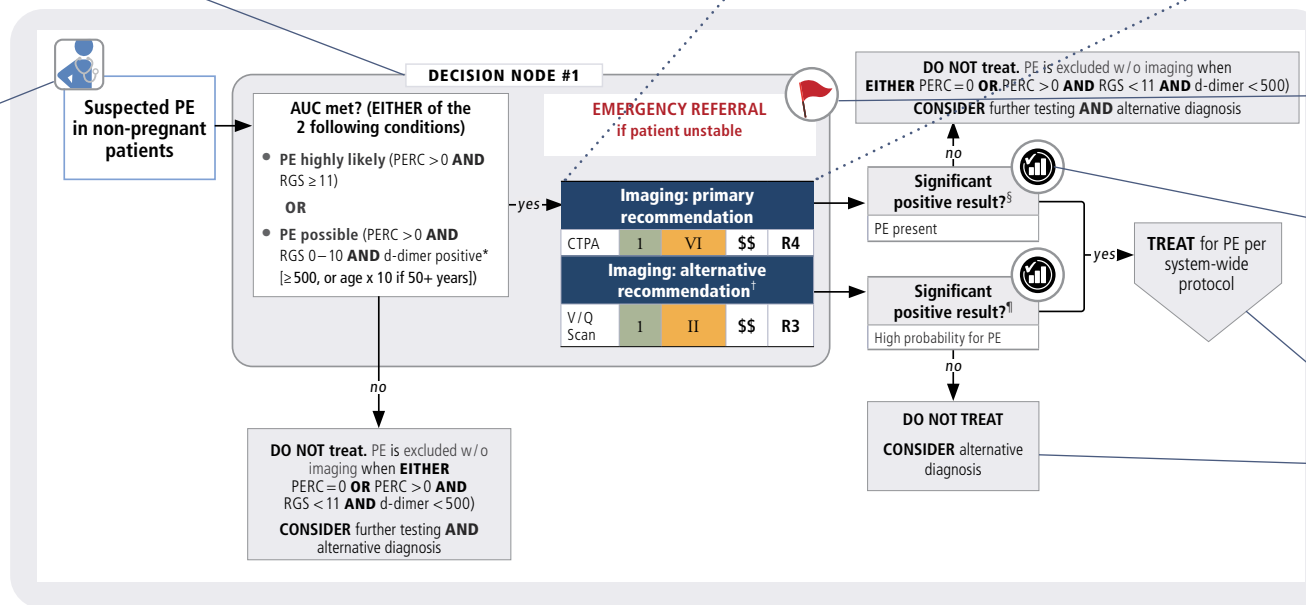 Suspected PE
in non-pregnant
patients
DECISION NODE #1
AUC met? (EITHER of the
2 following conditions)
• PE highly likely (PERC >0 AND
RGS ≥11)
OR
• PE possible (PERC >0 AND
RGS 0–10 AND d-dimer positive*
[≥500, or age x 10 if 50+ years])
yes
no
DO NOT treat. PE is excluded w/o
imaging when EITHER
PERC=0 OR PERC >0 AND
RGS <11 AND d-dimer <500)
CONSIDER further testing AND
alternative diagnosis
EMERGENCY REFERRAL
if patient unstable
Imaging: primary
recommendation
CTPA 1 VI $$ R4
Imaging: alternative
recommendation†
V/Q
Scan 1 II $$ R3
DO NOT treat. PE is excluded w/o imaging when
EITHER PERC=0 OR PERC >0 AND RGS <11 AND d-dimer <500)
CONSIDER further testing AND alternative diagnosis
no
Significant
positive result?§
PE present
Significant
positive result?¶
High probability for PE
no
DO NOT TREAT
CONSIDER alternative
diagnosis
yes
TREAT for PE per
system-wide
protocol